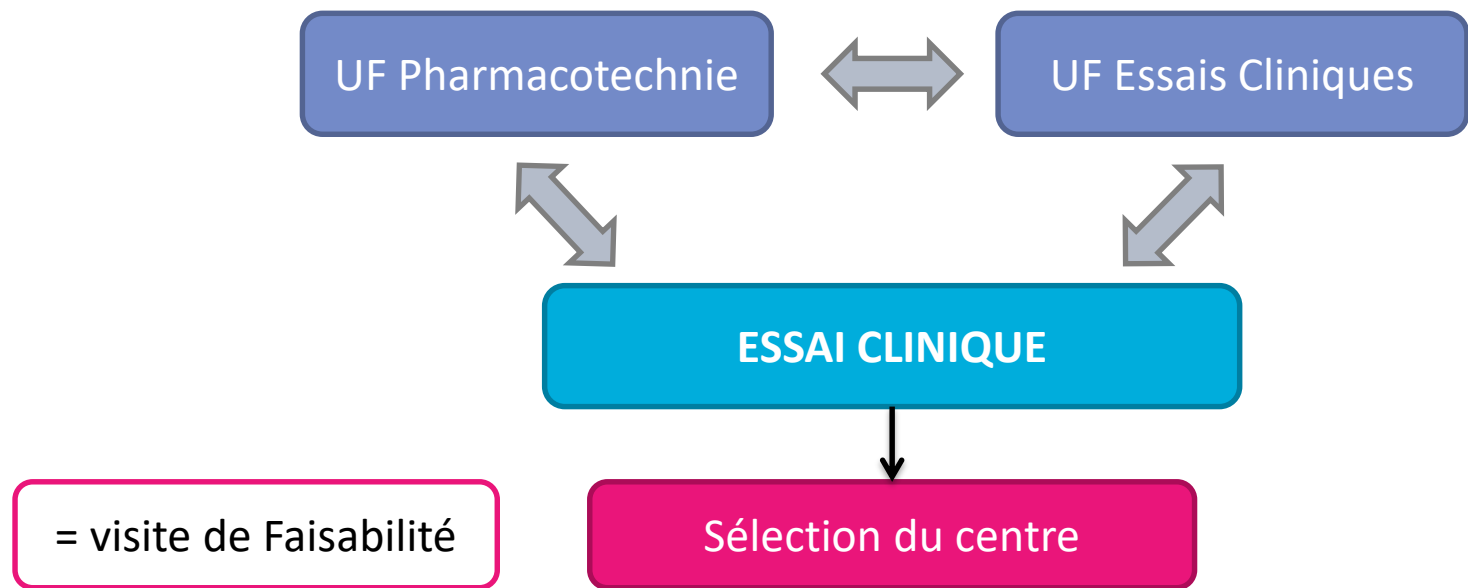 UF Pharmacotechnie
UF Essais Cliniques
ESSAI CLINIQUE
= visite de Faisabilité
Sélection du centre